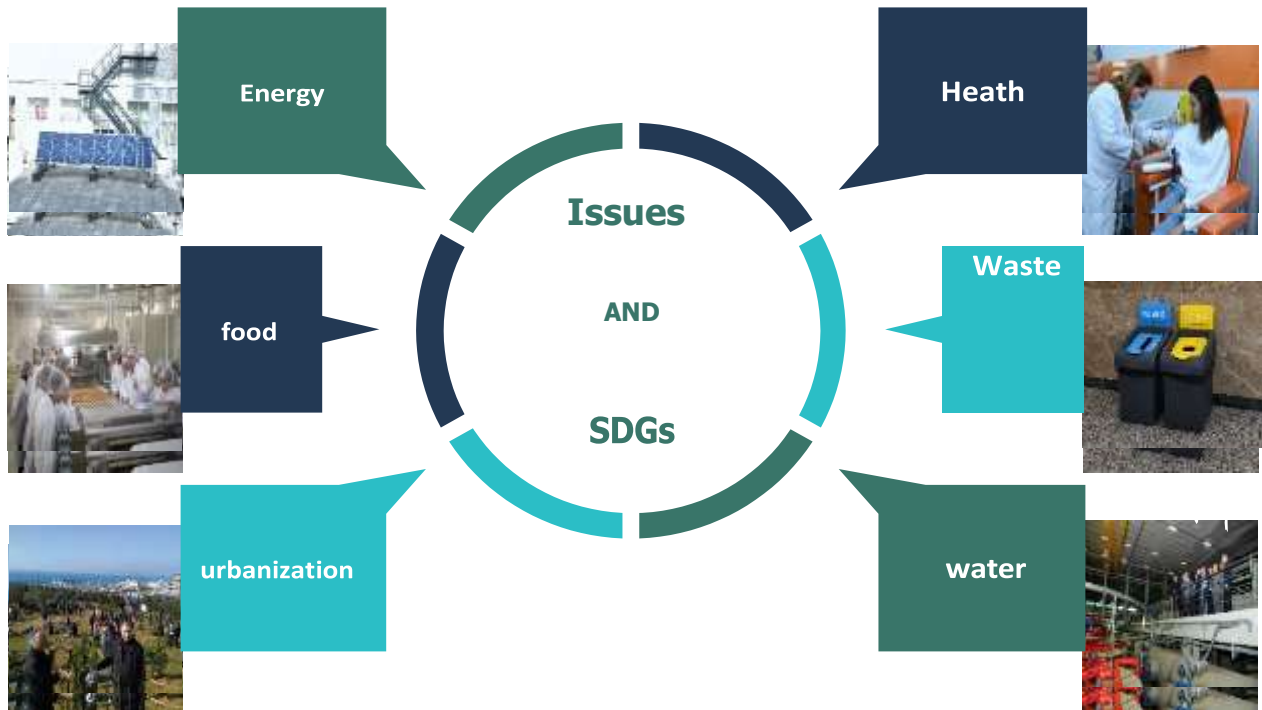 Energy
Heath
Issues
Waste
AND
food
SDGs
urbanization
water